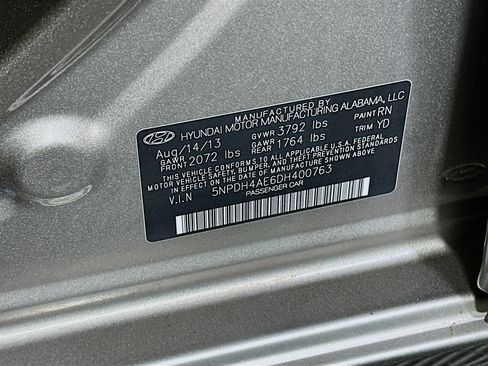 MANUFACTURED BY
HYUNDAI MOTOR MANUFACTURING ALABAMA, LLC
Aug/14/13 GVWR 3792 lbs PAINT RN
GAWR FRONT 2072 lbs GAWR REAR 1764 lbs TRIM YD
THIS VEHICLE CONFORMS TO ALL APPLICABLE U.S. FEDERAL
MOTOR VEHICLE SAFETY, BUMPER, AND THEFT PREVENTION STANDARDS
IN EFFECT ON THE DATE OF MANUFACTURE SHOWN ABOVE.
V.I.N 5NPDH4AE6DH400763
PASSENGER CAR